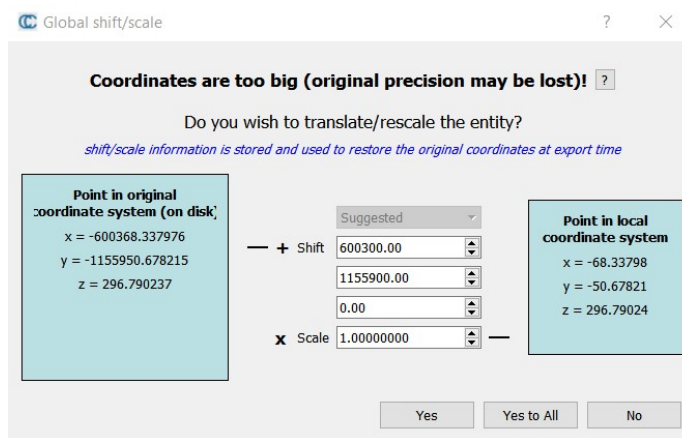 Global shift/scale
?
Coordinates are too big (original precision may be lost)! ?
Do you wish to translate/rescale the entity?
shift/scale information is stored and used to restore the original coordinates at export time
Point in original
coordinate system (on disk)
x = -600368.337976
y = -1155950.678215
z = 296.790237
Suggested
+ Shift 600300.00
1155900.00
0.00
x Scale 1.00000000
Point in local
coordinate system
x = -68.33798
y = -50.67821
z = 296.79024
Yes
Yes to All
No